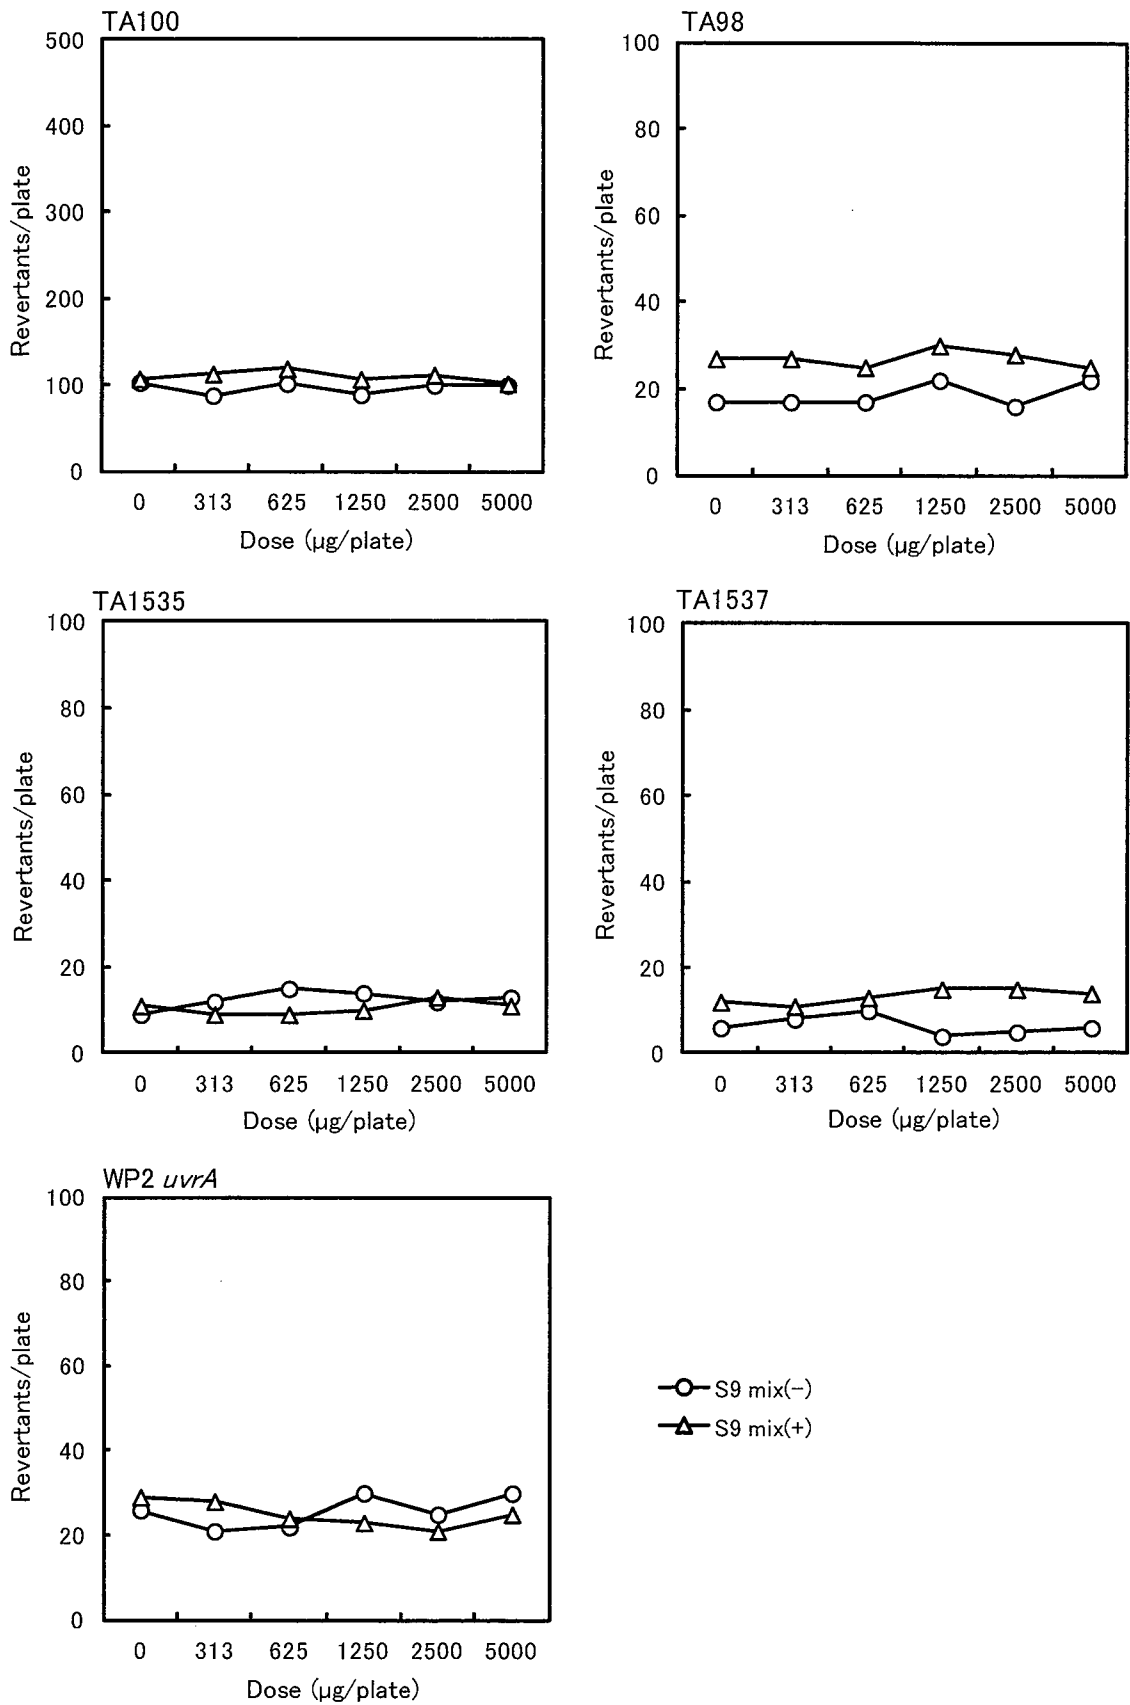 TA100
500
400
300
200
100
0
Revertants/plate
0 313 625 1250 2500 5000
Dose (µg/plate)
TA98
100
80
60
40
20
0
Revertants/plate
0 313 625 1250 2500 5000
Dose (µg/plate)
TA1535
100
80
60
40
20
0
Revertants/plate
0 313 625 1250 2500 5000
Dose (µg/plate)
TA1537
100
80
60
40
20
0
Revertants/plate
0 313 625 1250 2500 5000
Dose (µg/plate)
WP2 uvrA
100
80
60
40
20
0
Revertants/plate
0 313 625 1250 2500 5000
Dose (µg/plate)
S9 mix(-)
S9 mix(+)